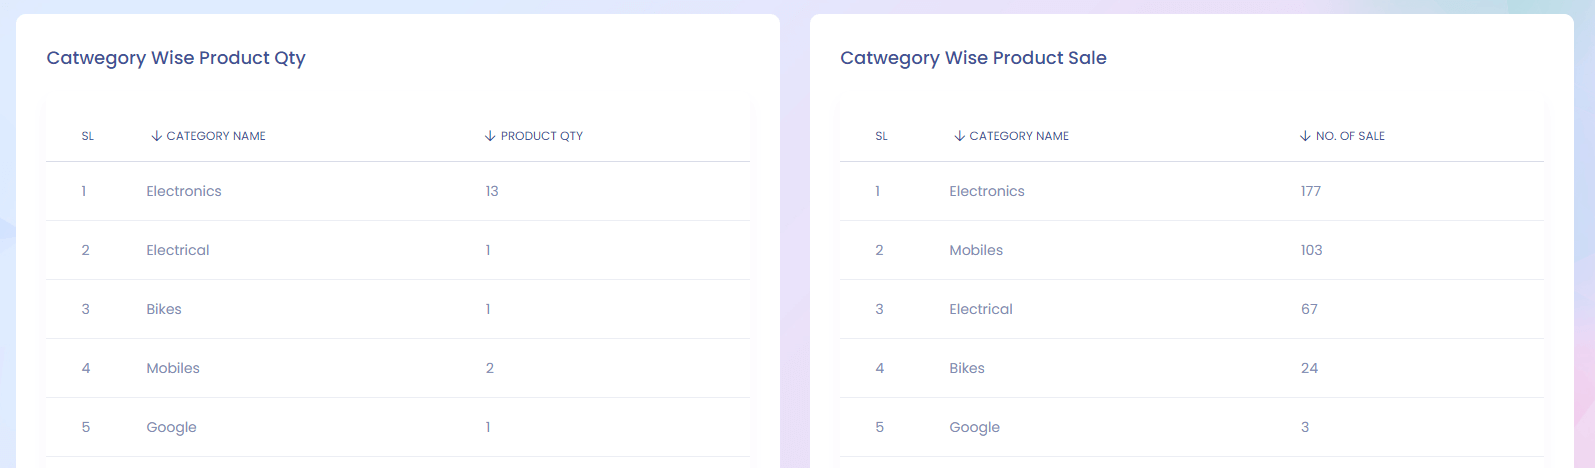 Catwegory Wise Product Qty
SL CATEGORY NAME PRODUCT QTY
1 Electronics 13
2 Electrical 1
3 Bikes 1
4 Mobiles 2
5 Google 1
Catwegory Wise Product Sale
SL CATEGORY NAME NO. OF SALE
1 Electronics 177
2 Mobiles 103
3 Electrical 67
4 Bikes 24
5 Google 3